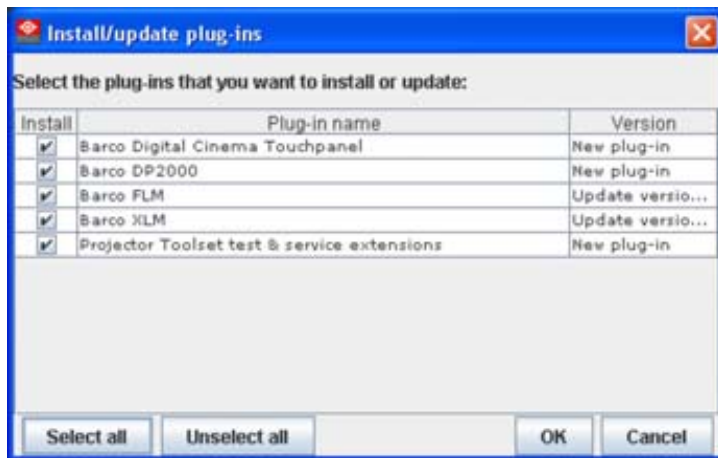 Install/update plug-ins
Select the plug-ins that you want to install or update:
Install Plug-in name Version
Barco Digital Cinema Touchpanel New plug-in
Barco DP2000 New plug-in
Barco FLM Update versio...
Barco XLM Update versio...
Projector Toolset test & service extensions New plug-in
Select all Unselect all OK Cancel